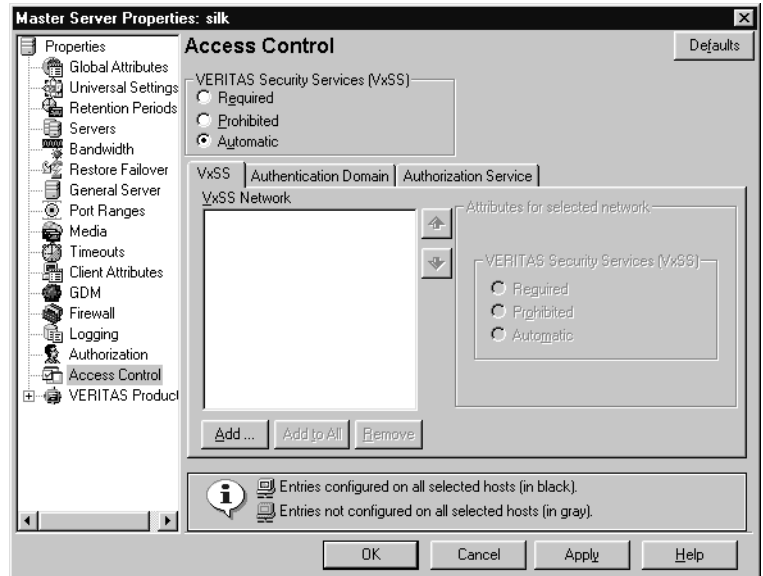 Master Server Properties: silk
Properties
Global Attributes
Universal Settings
Retention Periods
Servers
Bandwidth
Restore Failover
General Server
Port Ranges
Media
Timeouts
Client Attributes
GDM
Firewall
Logging
Authorization
Access Control
VERITAS Product
Access Control
Defaults
VERITAS Security Services (VxSS)
Required
Prohibited
Automatic
VxSS Authentication Domain Authorization Service
VxSS Network
Attributes for selected network
VERITAS Security Services (VxSS)
Required
Prohibited
Automatic
Add ... Add to All Remove
Entries configured on all selected hosts (in black).
Entries not configured on all selected hosts (in gray).
OK Cancel Apply Help